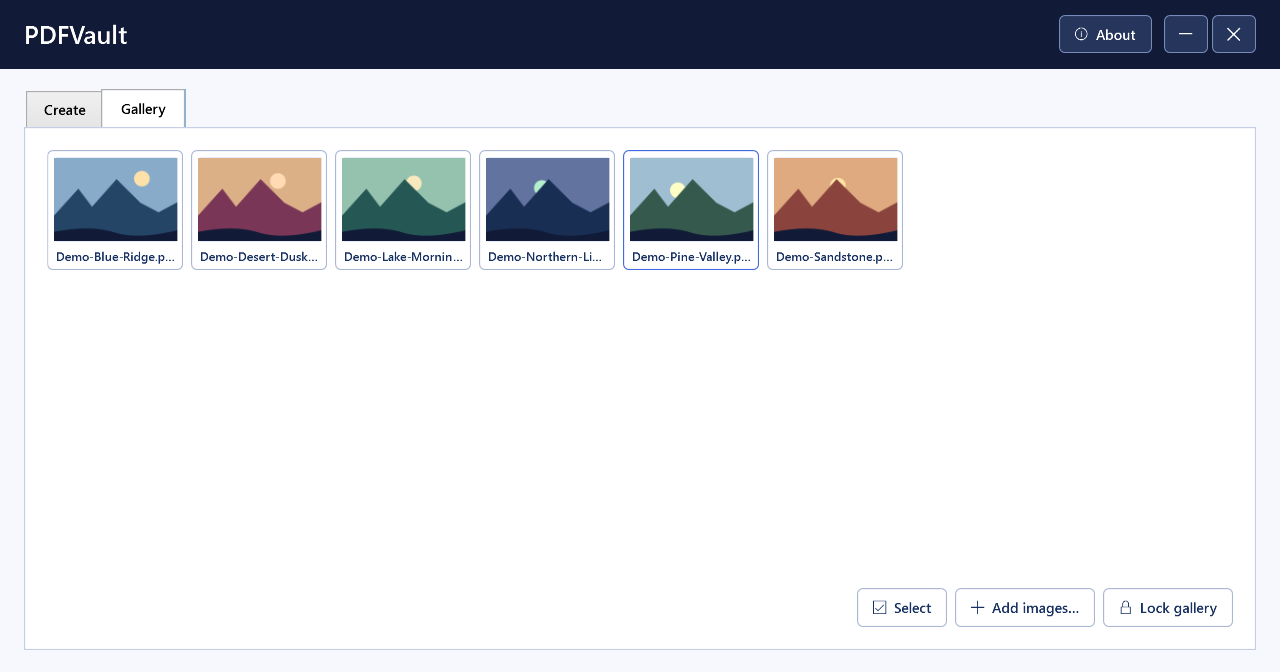 PDFVault
About
Create
Gallery
Demo-Blue-Ridge.p...
Demo-Desert-Dusk...
Demo-Lake-Mornin...
Demo-Northern-Li...
Demo-Pine-Valley.p...
Demo-Sandstone.p...
Select
Add images...
Lock gallery